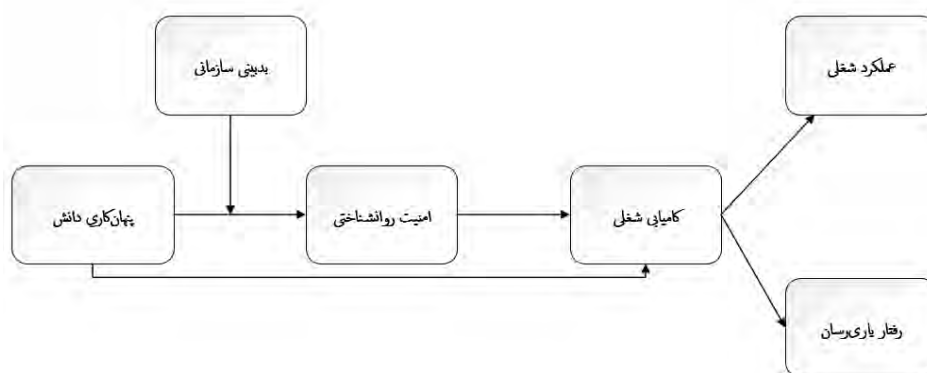 بدبینی سازمانی
عملکرد شغلی
پنهان‌کاری دانش
امنیت روانشناختی
کامیابی شغلی
رفتار یاری‌رسان